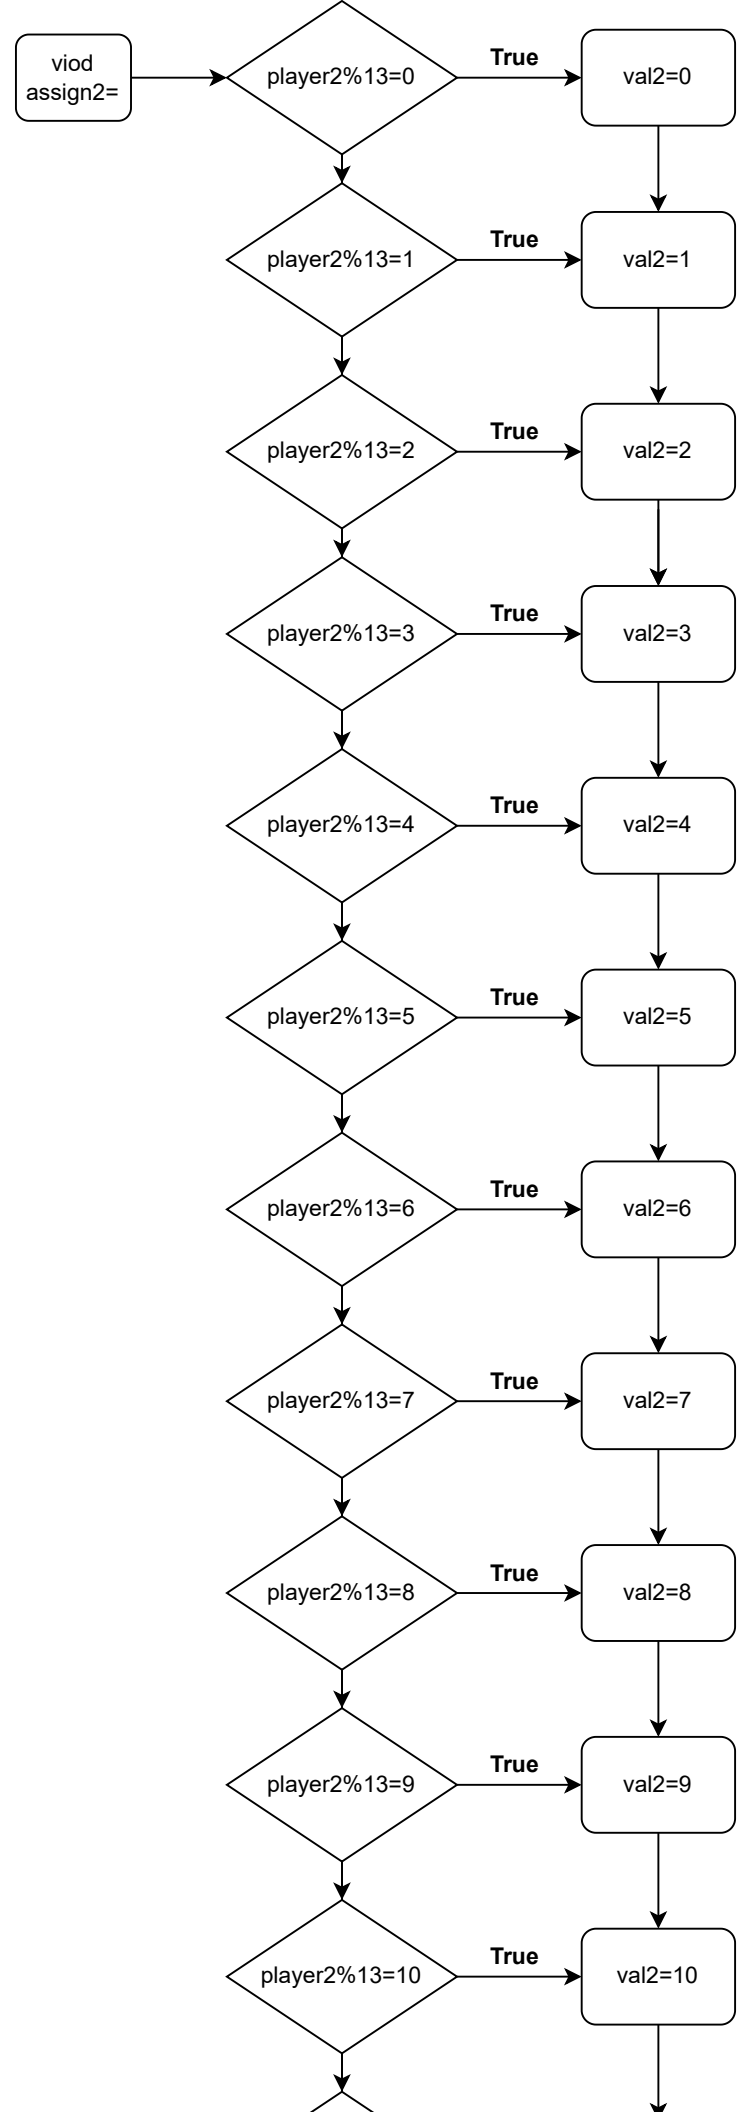 viod
assign2=
player2%13=0
True
val2=0
player2%13=1
True
val2=1
player2%13=2
True
val2=2
player2%13=3
True
val2=3
player2%13=4
True
val2=4
player2%13=5
True
val2=5
player2%13=6
True
val2=6
player2%13=7
True
val2=7
player2%13=8
True
val2=8
player2%13=9
True
val2=9
player2%13=10
True
val2=10